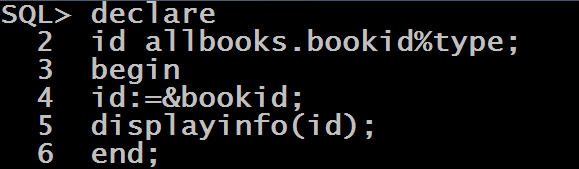 SQL> declare
2 id allbooks.bookid%type;
3 begin
4 id:=&bookid;
5 displayinfo(id);
6 end;